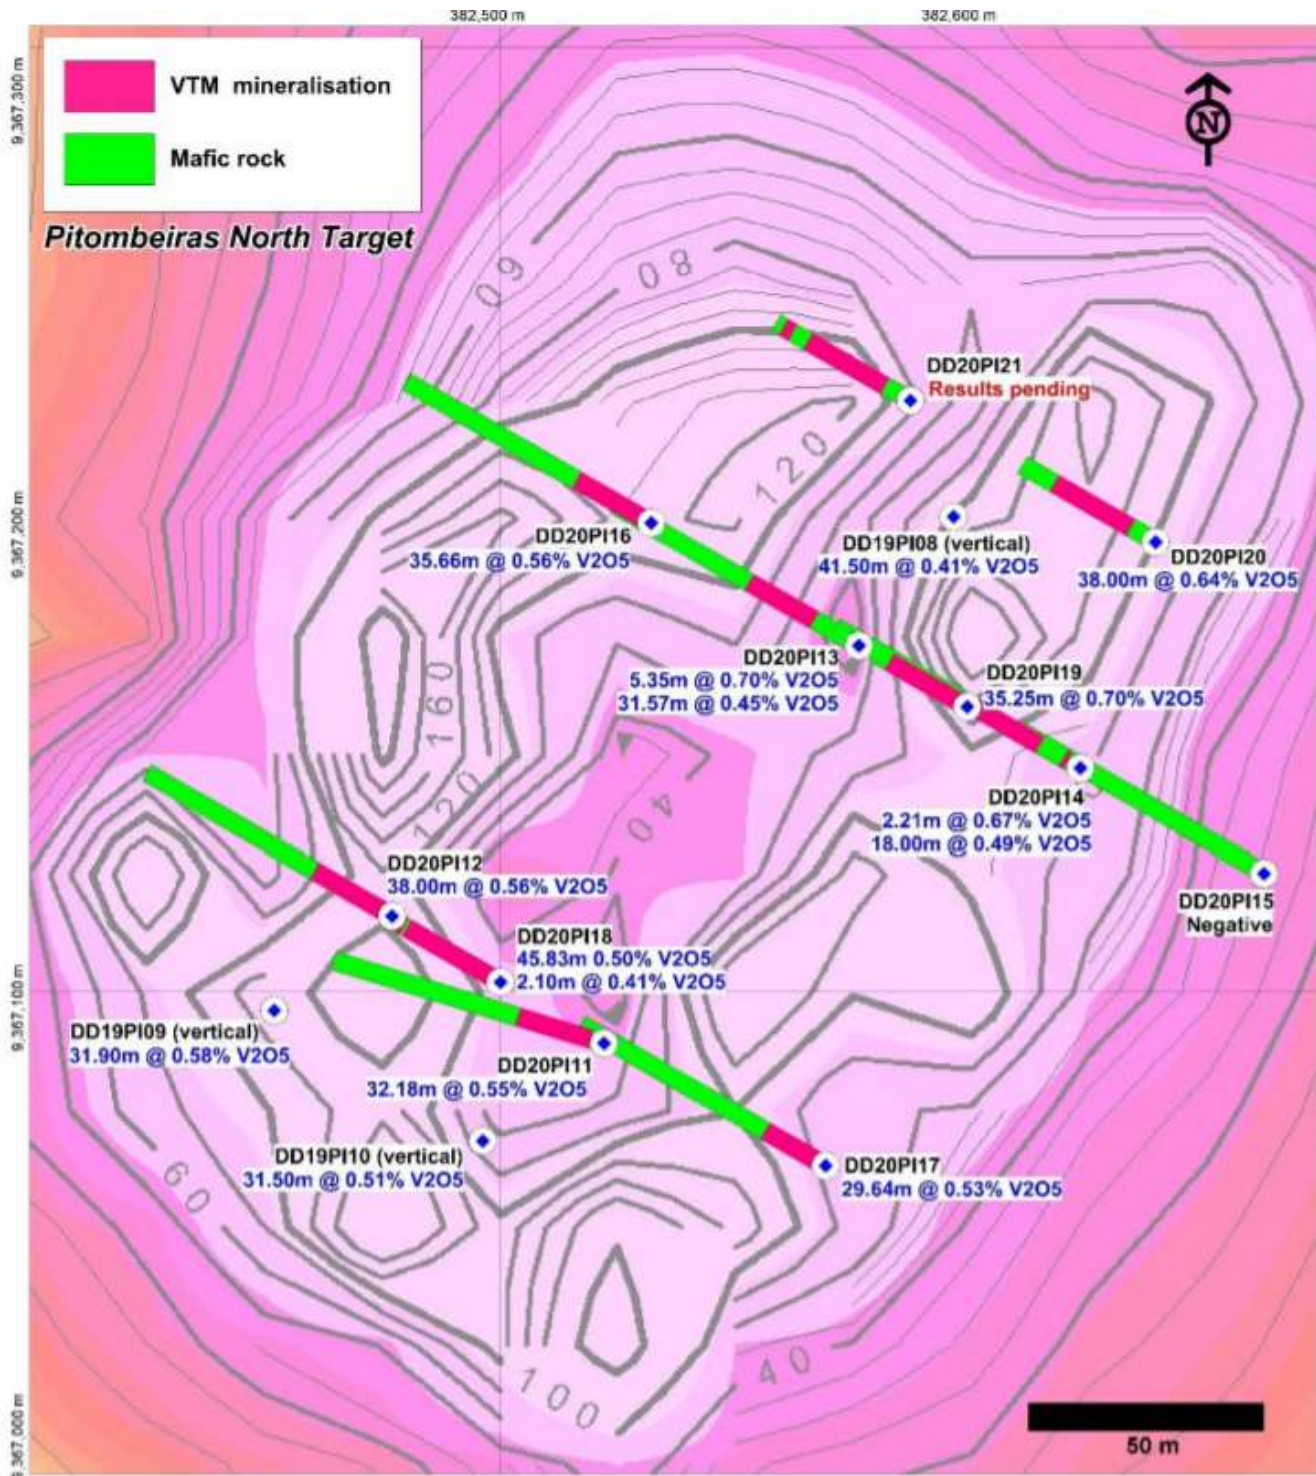 382,500 m
382,600 m
9,367,300 m
VTM mineralisation
Mafic rock
N
Pitombeiras North Target
60
80
DD20PI21
Results pending
120
9,367,200 m
DD20PI16
35.66m @ 0.56% V2O5
DD19PI08 (vertical)
41.50m @ 0.41% V2O5
DD20PI20
38.00m @ 0.64% V2O5
DD20PI13
5.35m @ 0.70% V2O5
31.57m @ 0.45% V2O5
DD20PI19
35.25m @ 0.70% V2O5
160
120
40
DD20PI14
2.21m @ 0.67% V2O5
18.00m @ 0.49% V2O5
DD20PI12
38.00m @ 0.56% V2O5
DD20PI15
Negative
DD20PI18
45.83m 0.50% V2O5
2.10m @ 0.41% V2O5
9,367,100 m
DD19PI09 (vertical)
31.90m @ 0.58% V2O5
DD20PI11
32.18m @ 0.55% V2O5
DD19PI10 (vertical)
31.50m @ 0.51% V2O5
DD20PI17
29.64m @ 0.53% V2O5
60
100
40
9,367,000 m
50 m